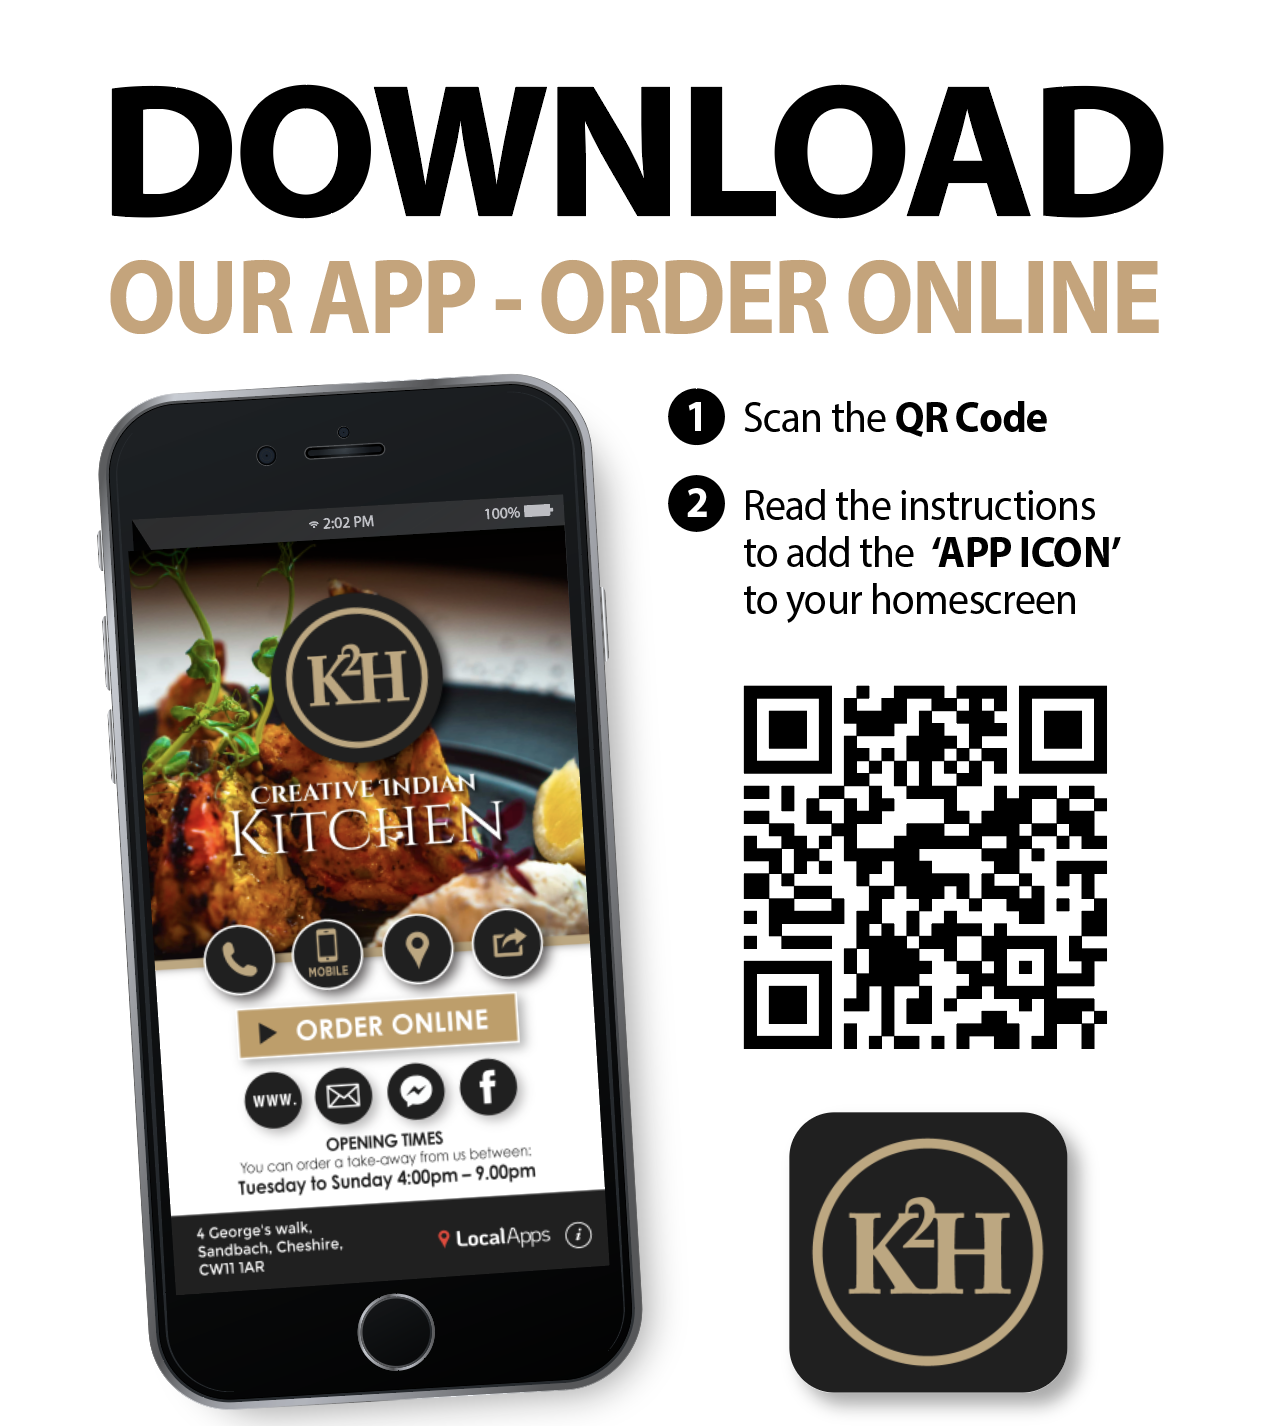 DOWNLOAD
OUR APP - ORDER ONLINE
1 Scan the QR Code
2 Read the instructions
to add the ‘APP ICON’
to your homescreen
2:02 PM 100%
K2H
CREATIVE INDIAN
KITCHEN
MOBILE
ORDER ONLINE
WWW.
OPENING TIMES
You can order a take-away from us between:
Tuesday to Sunday 4:00pm – 9.00pm
4 George's walk,
Sandbach, Cheshire,
CW11 1AR
LocalApps i
K2H